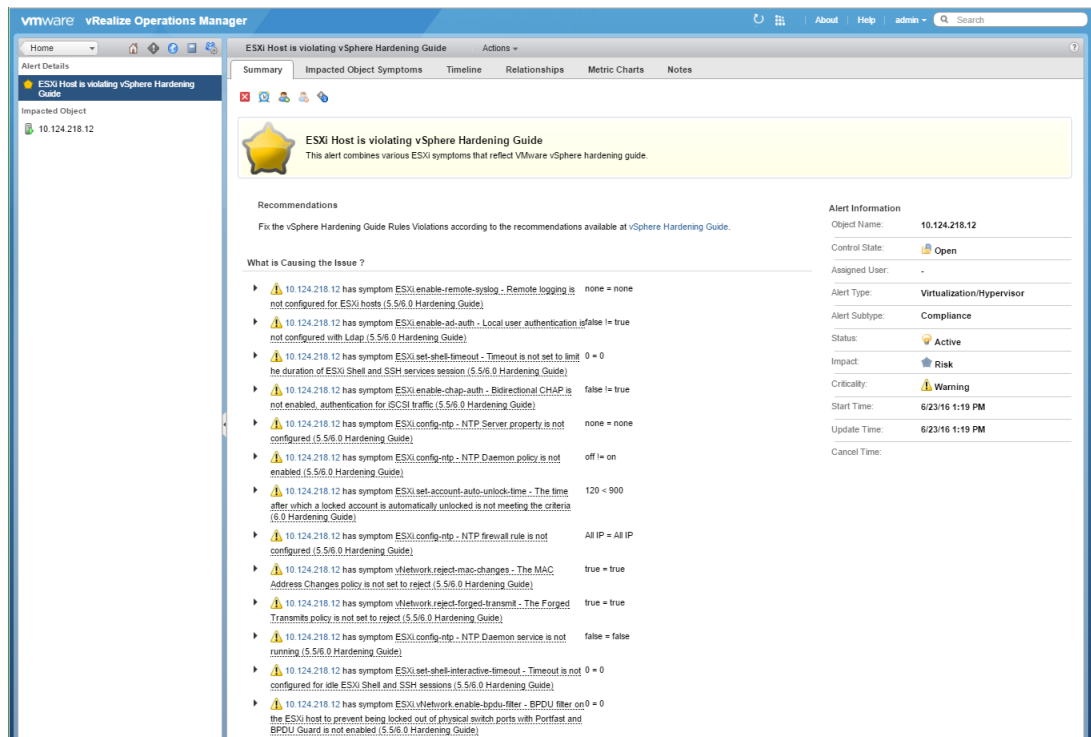 vmware vRealize Operations Manager
About Help admin Search
Home
ESXi Host is violating vSphere Hardening Guide Actions
Alert Details
ESXi Host is violating vSphere Hardening
Guide
Impacted Object
10.124.218.12
Summary Impacted Object Symptoms Timeline Relationships Metric Charts Notes
ESXi Host is violating vSphere Hardening Guide
This alert combines various ESXi symptoms that reflect VMware vSphere hardening guide.
Recommendations
Fix the vSphere Hardening Guide Rules Violations according to the recommendations available at vSphere Hardening Guide.
What is Causing the Issue ?
10.124.218.12 has symptom ESXi.enable-remote-syslog - Remote logging is none = none
not configured for ESXi hosts (5.5/6.0 Hardening Guide)
10.124.218.12 has symptom ESXi.enable-ad-auth - Local user authentication is false != true
not configured with Ldap (5.5/6.0 Hardening Guide)
10.124.218.12 has symptom ESXi.set-shell-timeout - Timeout is not set to limit 0 = 0
he duration of ESXi Shell and SSH services session (5.5/6.0 Hardening Guide)
10.124.218.12 has symptom ESXi.enable-chap-auth - Bidirectional CHAP is false != true
not enabled, authentication for iSCSI traffic (5.5/6.0 Hardening Guide)
10.124.218.12 has symptom ESXi.config-ntp - NTP Server property is not none = none
configured (5.5/6.0 Hardening Guide)
10.124.218.12 has symptom ESXi.config-ntp - NTP Daemon policy is not off != on
enabled (5.5/6.0 Hardening Guide)
10.124.218.12 has symptom ESXi.set-account-auto-unlock-time - The time 120 < 900
after which a locked account is automatically unlocked is not meeting the criteria
(6.0 Hardening Guide)
10.124.218.12 has symptom ESXi.config-ntp - NTP firewall rule is not All IP = All IP
configured (5.5/6.0 Hardening Guide)
10.124.218.12 has symptom vNetwork.reject-mac-changes - The MAC true = true
Address Changes policy is not set to reject (5.5/6.0 Hardening Guide)
10.124.218.12 has symptom vNetwork.reject-forged-transmit - The Forged true = true
Transmits policy is not set to reject (5.5/6.0 Hardening Guide)
10.124.218.12 has symptom ESXi.config-ntp - NTP Daemon service is not false = false
running (5.5/6.0 Hardening Guide)
10.124.218.12 has symptom ESXi.set-shell-interactive-timeout - Timeout is not 0 = 0
configured for idle ESXi Shell and SSH sessions (5.5/6.0 Hardening Guide)
10.124.218.12 has symptom ESXi.vNetwork.enable-bpdu-filter - BPDU filter on 0 = 0
the ESXi host to prevent being locked out of physical switch ports with Portfast and
BPDU Guard is not enabled (5.5/6.0 Hardening Guide)
Alert Information
Object Name: 10.124.218.12
Control State: Open
Assigned User: -
Alert Type: Virtualization/Hypervisor
Alert Subtype: Compliance
Status: Active
Impact: Risk
Criticality: Warning
Start Time: 6/23/16 1:19 PM
Update Time: 6/23/16 1:19 PM
Cancel Time: